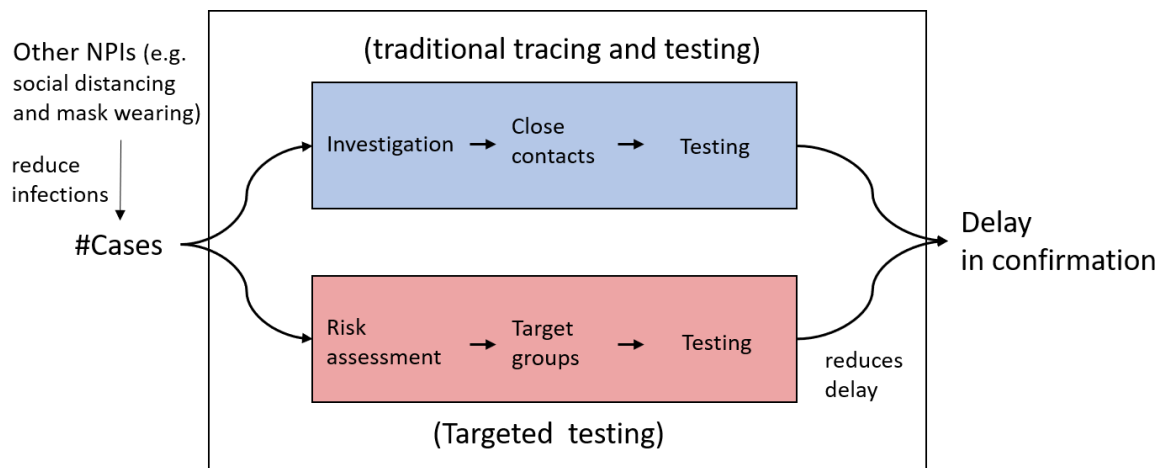 Other NPIs (e.g.
social distancing
and mask wearing)
reduce
infections
#Cases
(traditional tracing and testing)
Investigation
Close
contacts
Testing
Risk
assessment
Target
groups
Testing
(Targeted testing)
reduces
delay
Delay
in confirmation